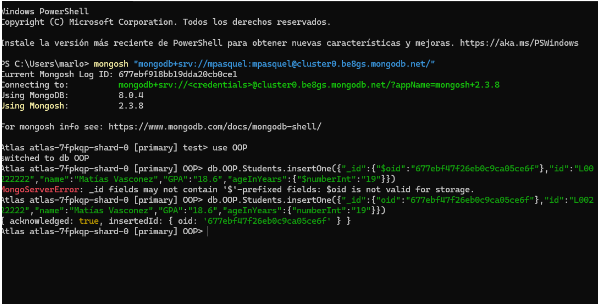 Windows PowerShell
Copyright (C) Microsoft Corporation. Todos los derechos reservados.
Instale la versión más reciente de PowerShell para obtener nuevas características y mejoras. https://aka.ms/PSWindows
PS C:\Users\marlo> mongosh "mongodb+srv://mpasquel:mpasquel@cluster0.be8gs.mongodb.net/"
Current Mongosh Log ID: 677ebf918bb19dda20cb0ce1
Connecting to: mongodb+srv://<credentials>@cluster0.be8gs.mongodb.net/?appName=mongosh+2.3.8
Using MongoDB: 8.0.4
Using Mongosh: 2.3.8
For mongosh info see: https://www.mongodb.com/docs/mongodb-shell/
Atlas atlas-7fpkqp-shard-0 [primary] test> use OOP
switched to db OOP
Atlas atlas-7fpkqp-shard-0 [primary] OOP> db.OOP.Students.insertOne({"_id":{"$oid":"677ebf47f26eb0c9ca05ce6f"},"id":"L00
222222","name":"Matías Vasconez","GPA":"18.6","ageInYears":{"$numberInt":"19"}})
MongoServerError: _id fields may not contain '$'-prefixed fields: $oid is not valid for storage.
Atlas atlas-7fpkqp-shard-0 [primary] OOP> db.OOP.Students.insertOne({"_id":{"oid":"677ebf47f26eb0c9ca05ce6f"},"id":"L002
22222","name":"Matías Vasconez","GPA":"18.6","ageInYears":{"numberInt":"19"}})
{ acknowledged: true, insertedId: { oid: '677ebf47f26eb0c9ca05ce6f' } }
Atlas atlas-7fpkqp-shard-0 [primary] OOP>